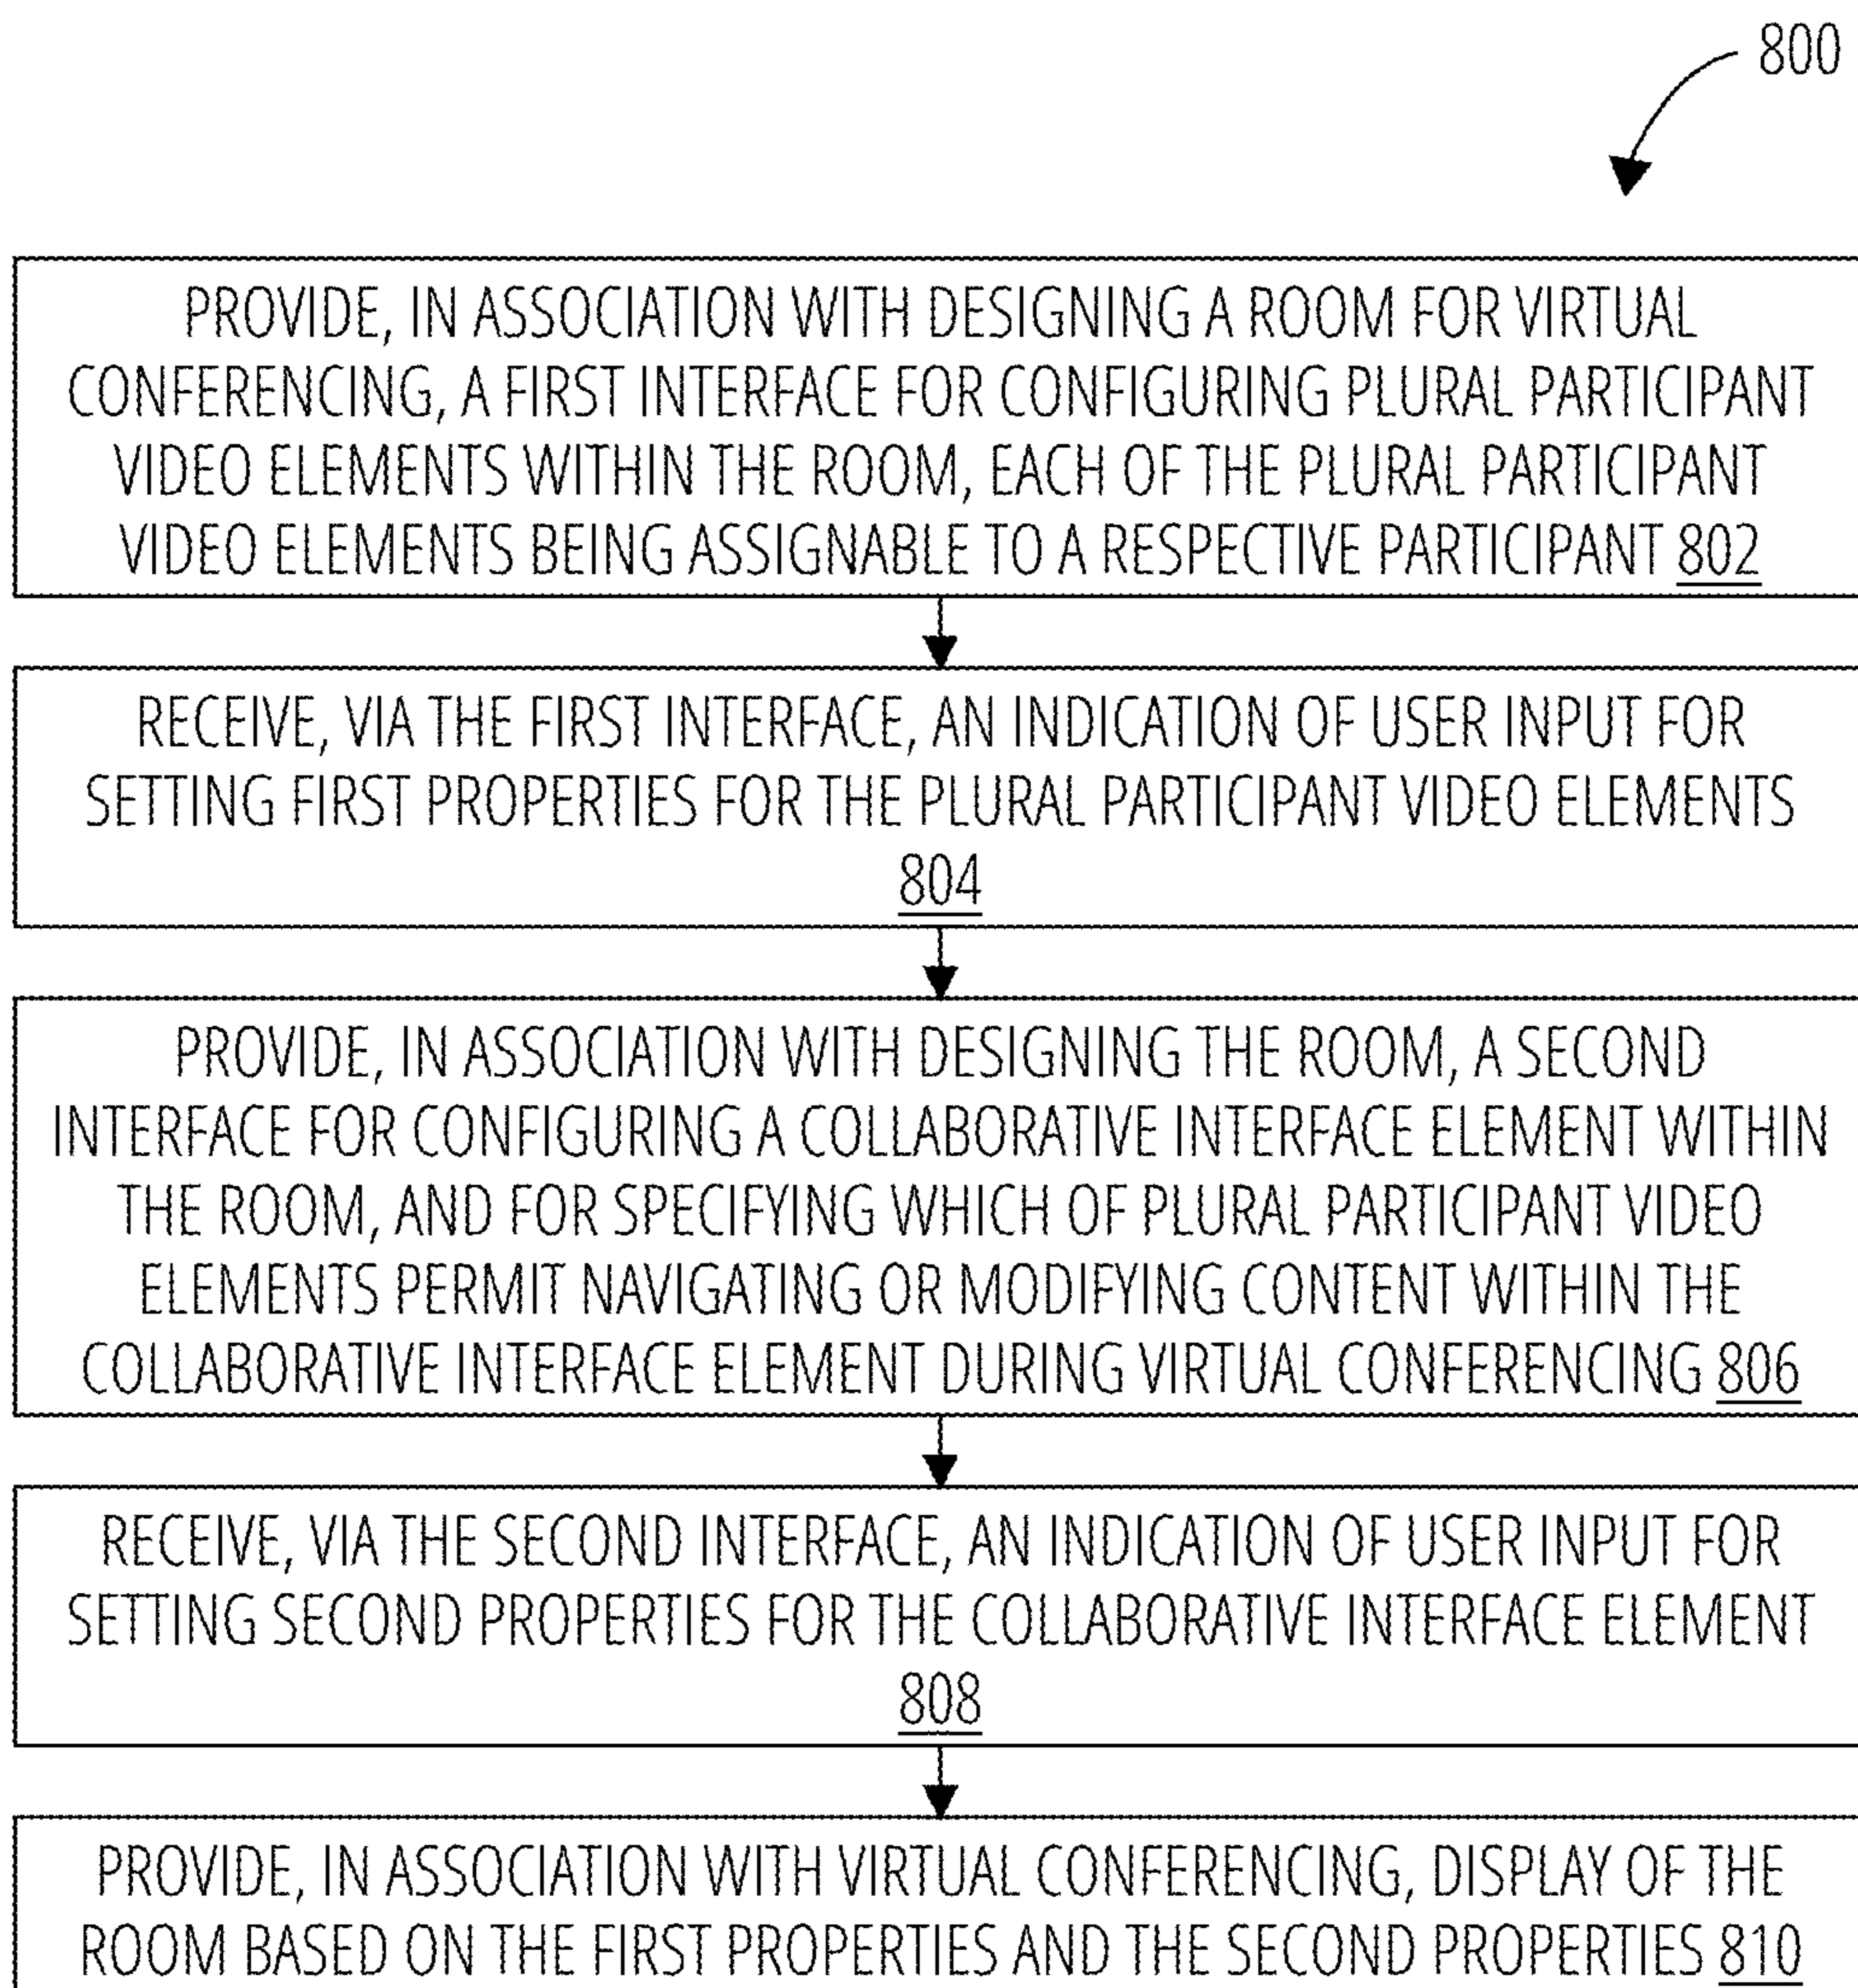 800
PROVIDE, IN ASSOCIATION WITH DESIGNING A ROOM FOR VIRTUAL
CONFERENCING, A FIRST INTERFACE FOR CONFIGURING PLURAL PARTICIPANT
VIDEO ELEMENTS WITHIN THE ROOM, EACH OF THE PLURAL PARTICIPANT
VIDEO ELEMENTS BEING ASSIGNABLE TO A RESPECTIVE PARTICIPANT 802
RECEIVE, VIA THE FIRST INTERFACE, AN INDICATION OF USER INPUT FOR
SETTING FIRST PROPERTIES FOR THE PLURAL PARTICIPANT VIDEO ELEMENTS
804
PROVIDE, IN ASSOCIATION WITH DESIGNING THE ROOM, A SECOND
INTERFACE FOR CONFIGURING A COLLABORATIVE INTERFACE ELEMENT WITHIN
THE ROOM, AND FOR SPECIFYING WHICH OF PLURAL PARTICIPANT VIDEO
ELEMENTS PERMIT NAVIGATING OR MODIFYING CONTENT WITHIN THE
COLLABORATIVE INTERFACE ELEMENT DURING VIRTUAL CONFERENCING 806
RECEIVE, VIA THE SECOND INTERFACE, AN INDICATION OF USER INPUT FOR
SETTING SECOND PROPERTIES FOR THE COLLABORATIVE INTERFACE ELEMENT
808
PROVIDE, IN ASSOCIATION WITH VIRTUAL CONFERENCING, DISPLAY OF THE
ROOM BASED ON THE FIRST PROPERTIES AND THE SECOND PROPERTIES 810